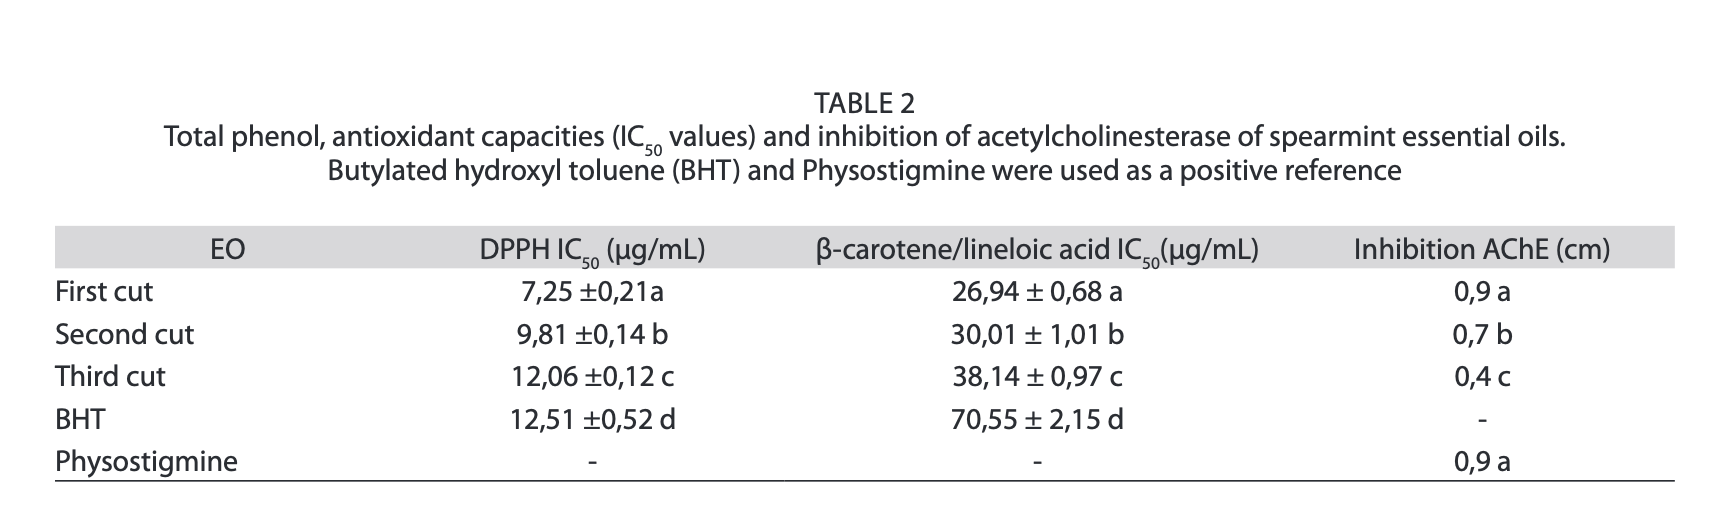 TABLE 2
Total phenol, antioxidant capacities (IC50 values) and inhibition of acetylcholinesterase of spearmint essential oils.
Butylated hydroxyl toluene (BHT) and Physostigmine were used as a positive reference
EO DPPH IC50 (µg/mL) β-carotene/lineloic acid IC50(µg/mL) Inhibition AChE (cm)
First cut 7,25 ±0,21a 26,94 ± 0,68 a 0,9 a
Second cut 9,81 ±0,14 b 30,01 ± 1,01 b 0,7 b
Third cut 12,06 ±0,12 c 38,14 ± 0,97 c 0,4 c
BHT 12,51 ±0,52 d 70,55 ± 2,15 d -
Physostigmine - - 0,9 a